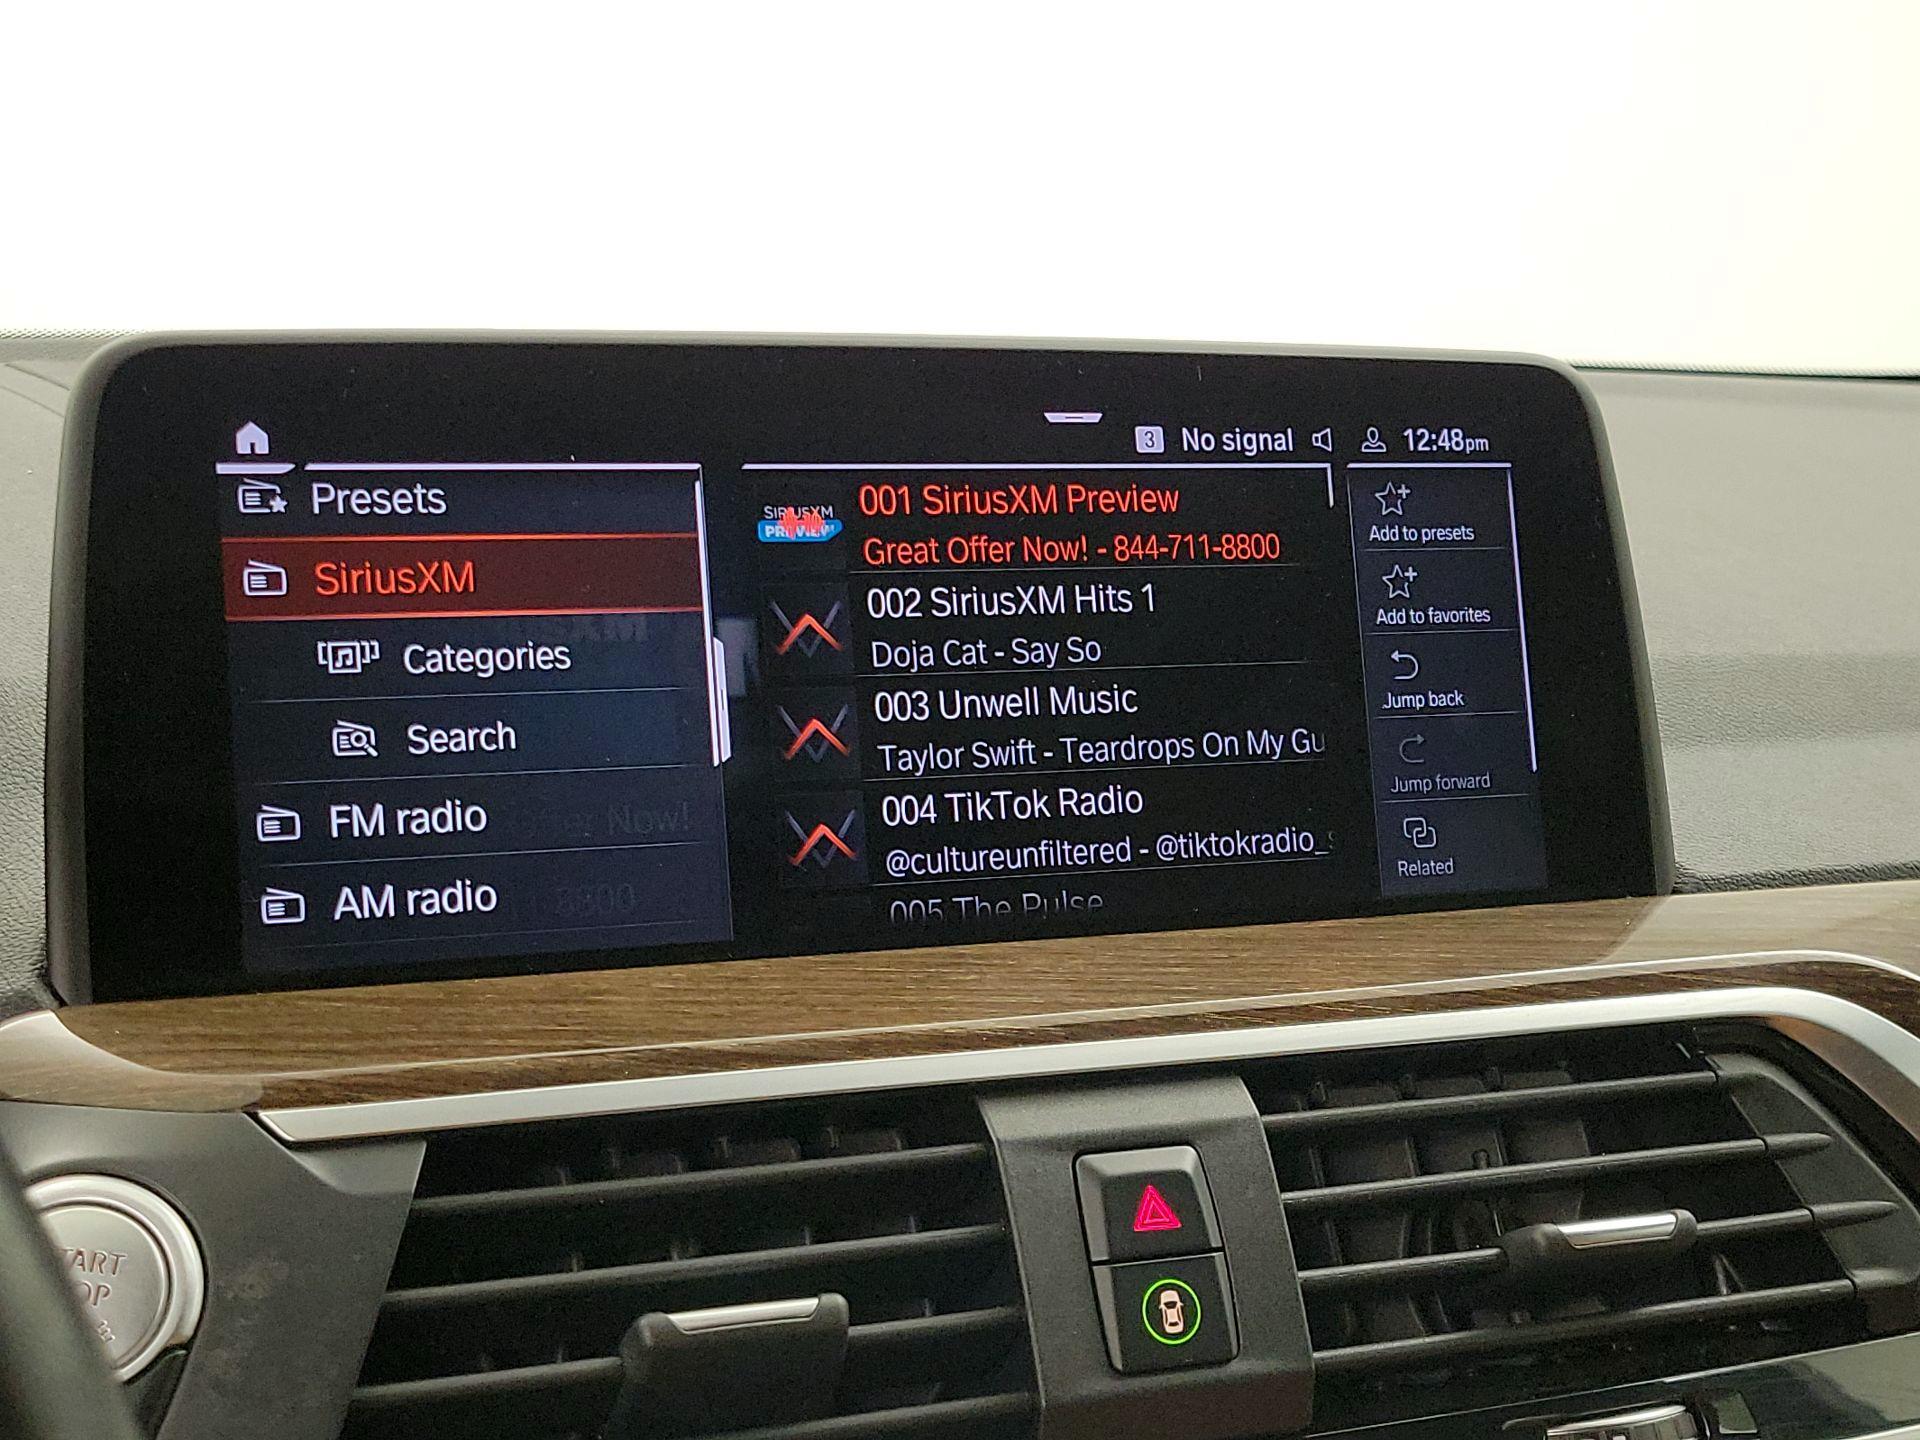 3 No signal 12:48pm
Presets
SiriusXM
Categories
Search
FM radio
AM radio
SIRIUSXM
PREVIEW
001 SiriusXM Preview
Great Offer Now! - 844-711-8800
002 SiriusXM Hits 1
Doja Cat - Say So
003 Unwell Music
Taylor Swift - Teardrops On My Gu
004 TikTok Radio
@cultureunfiltered - @tiktokradio_
005 The Pulse
Add to presets
Add to favorites
Jump back
Jump forward
Related
TART
OP